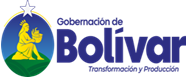 Gobernación de
Bolívar
Transformación y Producción